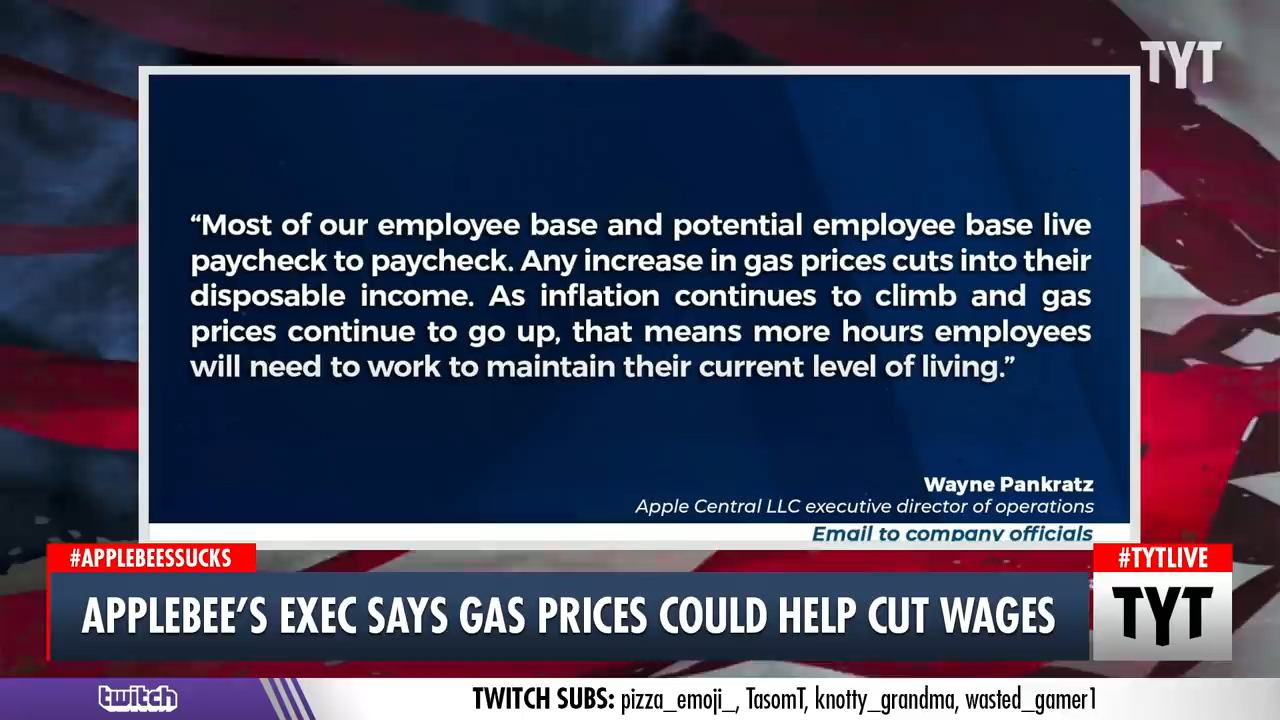 TYT
“Most of our employee base and potential employee base live
paycheck to paycheck. Any increase in gas prices cuts into their
disposable income. As inflation continues to climb and gas
prices continue to go up, that means more hours employees
will need to work to maintain their current level of living.”
Wayne Pankratz
Apple Central LLC executive director of operations
Email to company officials
#APPLEBEESSUCKS
#TYTLIVE
APPLEBEE’S EXEC SAYS GAS PRICES COULD HELP CUT WAGES
TYT
twitch
TWITCH SUBS: pizza_emoji_, TasomT, knotty_grandma, wasted_gamer1